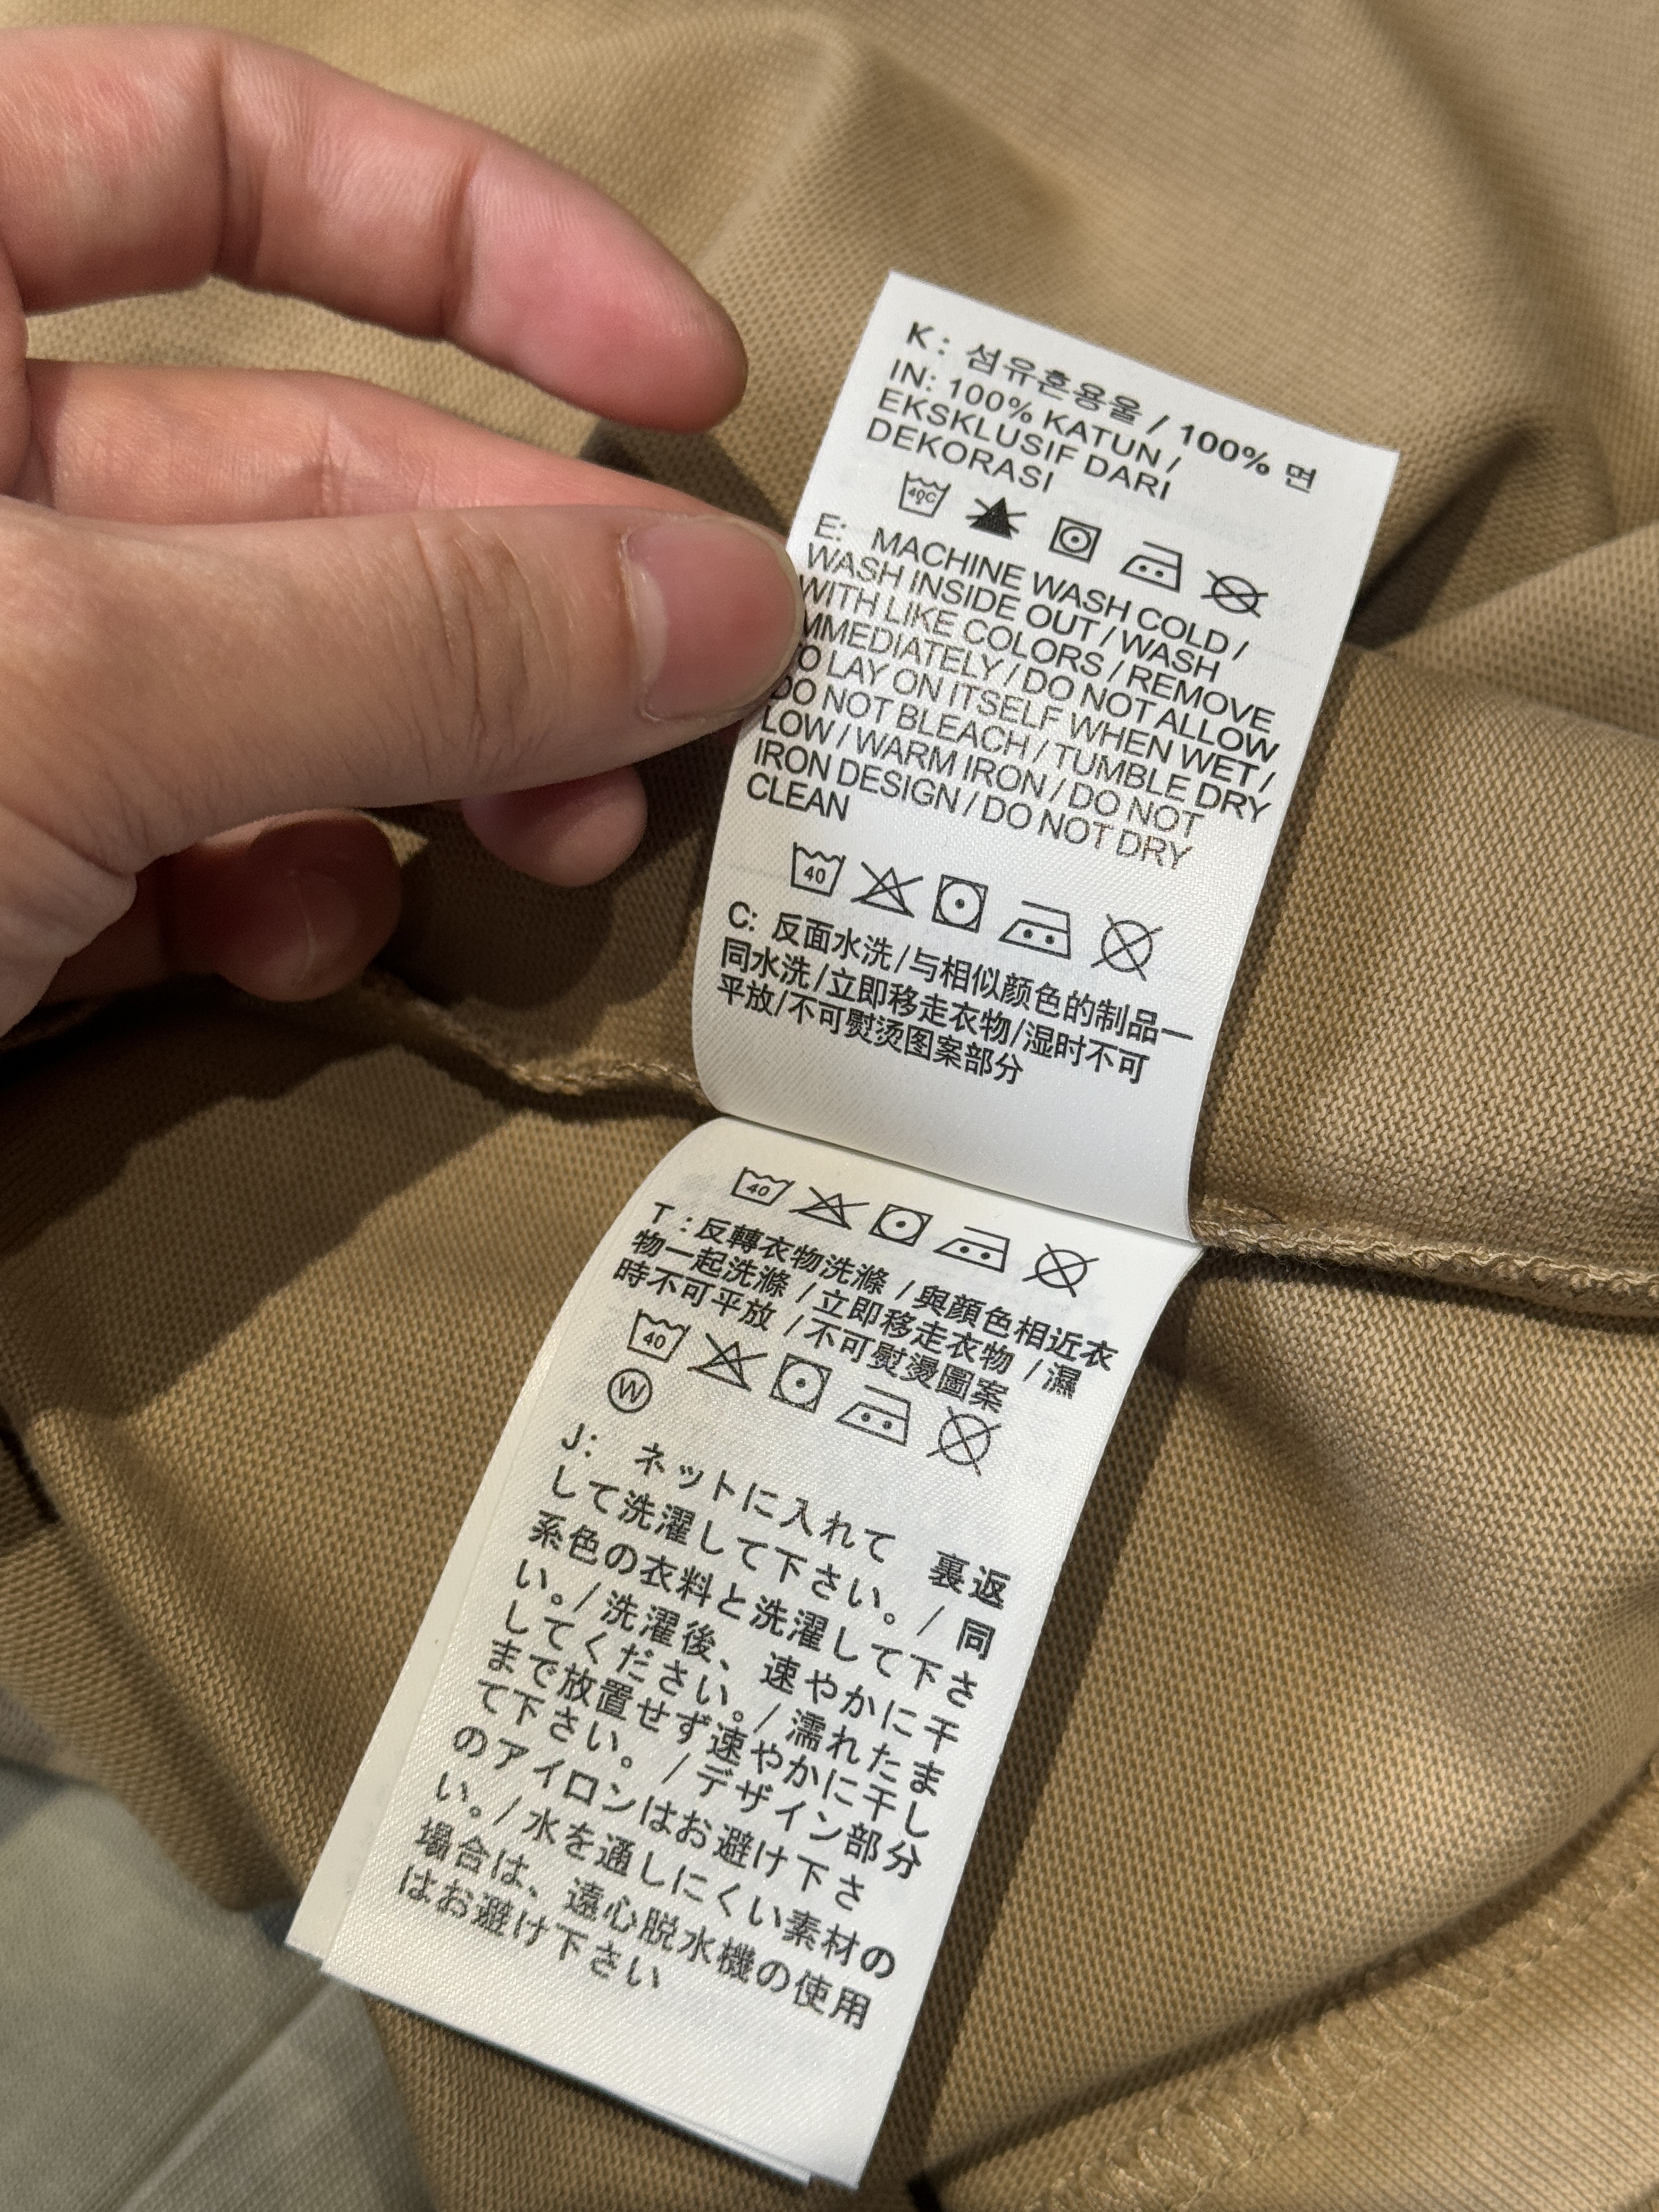 K: 섬유혼용율 / 100% 면
IN: 100% KATUN /
EKSKLUSIF DARI
DEKORASI
40C
E: MACHINE WASH COLD /
WASH INSIDE OUT / WASH
WITH LIKE COLORS / REMOVE
IMMEDIATELY / DO NOT ALLOW
TO LAY ON ITSELF WHEN WET /
DO NOT BLEACH / TUMBLE DRY
LOW / WARM IRON / DO NOT
IRON DESIGN / DO NOT DRY
CLEAN
40
C: 反面水洗/与相似颜色的制品一
同水洗/立即移走衣物/湿时不可
平放/不可熨烫图案部分
40
T:反轉衣物洗滌 / 與顔色相近衣
物一起洗滌 / 立即移走衣物 / 濕
時不可平放 / 不可熨燙圖案
40
W
J: ネットに入れて 裏返
して洗濯して下さい。/ 同
系色の衣料と洗濯して下さ
い。/ 洗濯後、速やかに干
してください。/ 濡れたま
まで放置せず速やかに干し
て下さい。/ デザイン部分
のアイロンはお避け下さ
い。/ 水を通しにくい素材の
場合は、遠心脱水機の使用
はお避け下さい